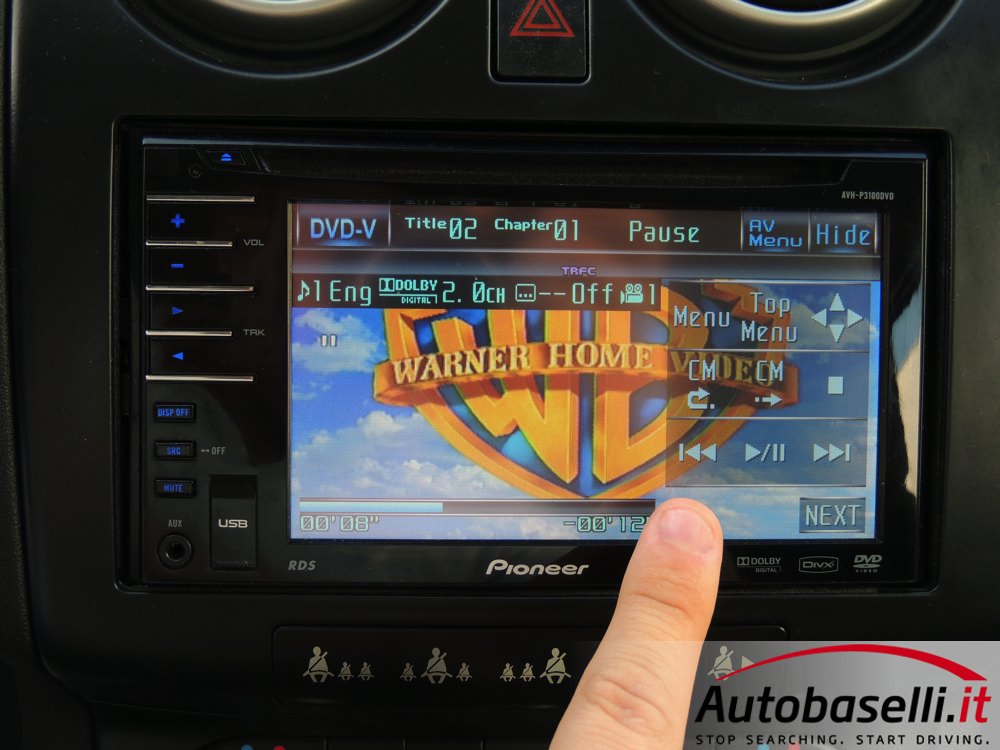 AVH-P3100DVD
VOL
TRK
DISP OFF
SRC OFF
MUTE
AUX
USB
RDS
DVD-V Title 02 Chapter 01 Pause AV Menu Hide
TRFC
1 Eng DOLBY DIGITAL 2. 0CH --Off 1
Menu Top Menu
WARNER HOME VIDEO
CM CM
00'08" -00'12
NEXT
Pioneer
DOLBY DIGITAL DIVX DVD VIDEO
Autobaselli.it
STOP SEARCHING. START DRIVING.